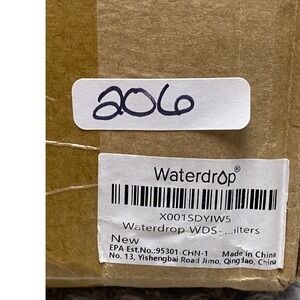 206
Waterdrop®
X001SDYIW5
Waterdrop WDS-...ilters
New
EPA Est.No.:95301-CHN-1 Made in China
No. 13, Yishengbai Road Jimo, Qingdao, China